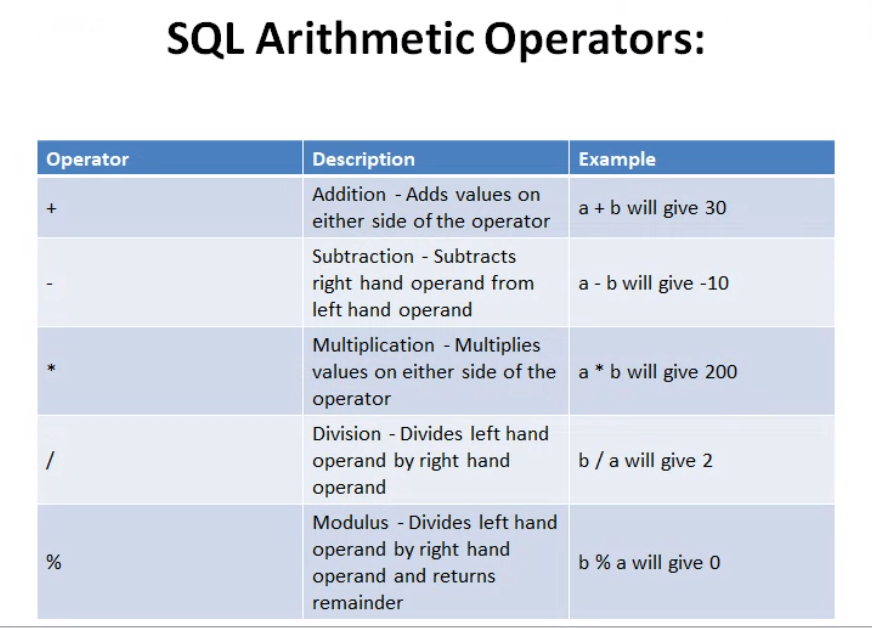 SQL Arithmetic Operators:
Operator Description Example
+ Addition - Adds values on
either side of the operator a + b will give 30
- Subtraction - Subtracts
right hand operand from
left hand operand a - b will give -10
* Multiplication - Multiplies
values on either side of the
operator a * b will give 200
/ Division - Divides left hand
operand by right hand
operand b / a will give 2
% Modulus - Divides left hand
operand by right hand
operand and returns
remainder b % a will give 0